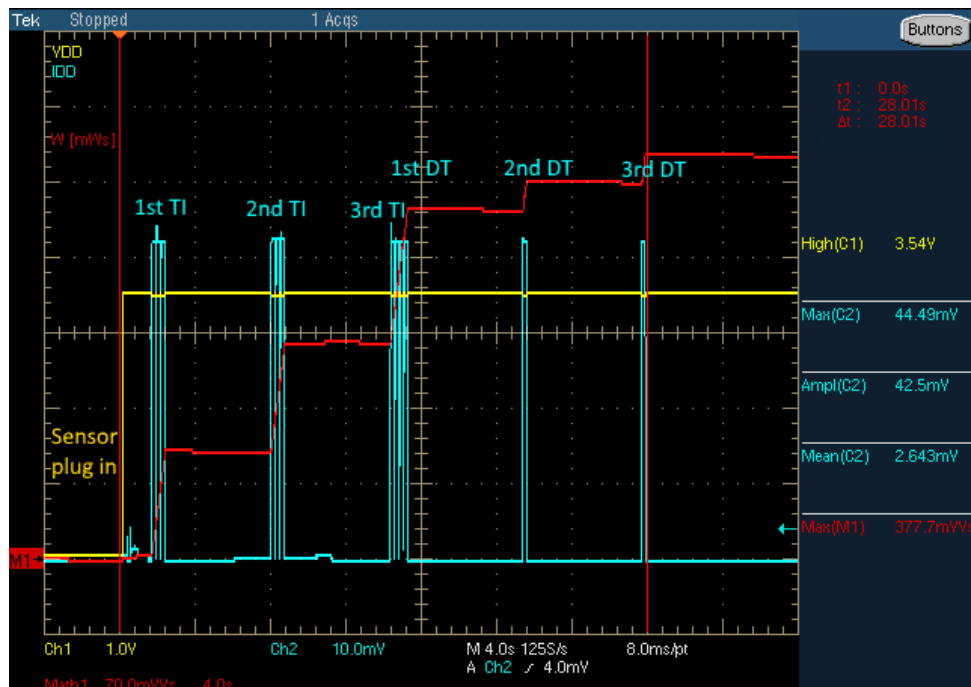 Tek Stopped 1 Acqs
Buttons
VDD
IDD
t1 : 0.0s
t2 : 28.01s
Δt : 28.01s
W [mWs]
1st DT 2nd DT 3rd DT
1st TI 2nd TI 3rd TI
High(C1) 3.54V
Max(C2) 44.49mV
Ampl(C2) 42.5mV
Sensor
plug in
Mean(C2) 2.643mV
Max(M1) 377.7mVVs
M1
Ch1 1.0V Ch2 10.0mV M 4.0s 125S/s 8.0ms/pt
A Ch2 / 4.0mV
Math1 70.0mVVs 4.0s